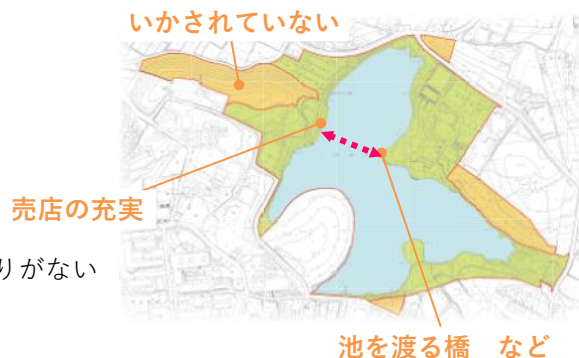 いかされていない
売店の充実
りがない
池を渡る橋　など